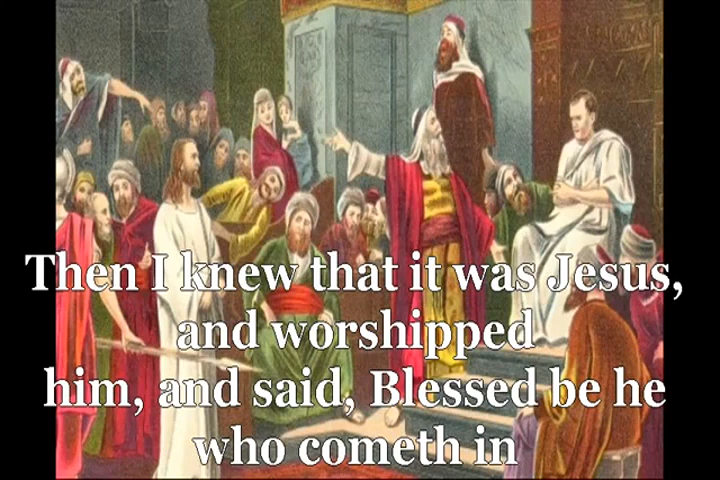 Then I knew that it was Jesus,
and worshipped
him, and said, Blessed be he
who cometh in